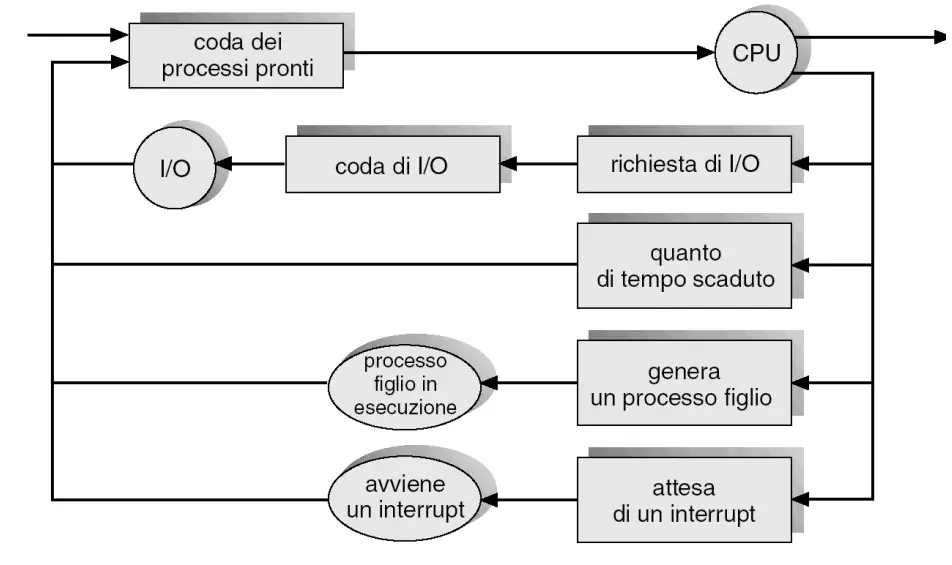 coda dei
processi pronti
CPU
I/O
coda di I/O
richiesta di I/O
quanto
di tempo scaduto
processo
figlio in
esecuzione
genera
un processo figlio
avviene
un interrupt
attesa
di un interrupt